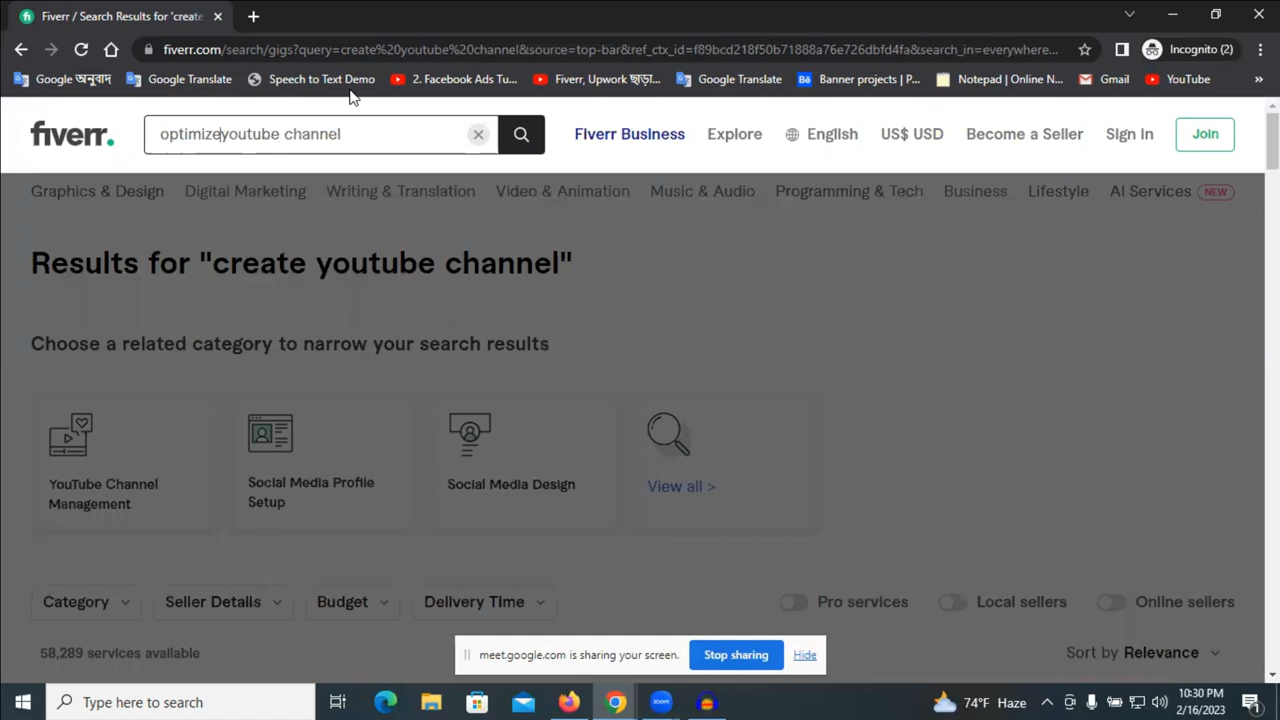 Fiverr / Search Results for 'create
fiverr.com/search/gigs?query=create%20youtube%20channel&source=top-bar&ref_ctx_id=f89bcd218f50b71888a76e726dbfd4fa&search_in=everywhere...
Incognito (2)
Google অনুবাদ
Google Translate
Speech to Text Demo
2. Facebook Ads Tu...
Fiverr, Upwork ছাড়া...
Google Translate
Bē Banner projects | P...
Notepad | Online N...
Gmail
YouTube
fiverr.
optimizeyoutube channel
Fiverr Business
Explore
English
US$ USD
Become a Seller
Sign In
Join
Graphics & Design
Digital Marketing
Writing & Translation
Video & Animation
Music & Audio
Programming & Tech
Business
Lifestyle
AI Services NEW
Results for "create youtube channel"
Choose a related category to narrow your search results
YouTube Channel
Management
Social Media Profile
Setup
Social Media Design
View all >
Category
Seller Details
Budget
Delivery Time
Pro services
Local sellers
Online sellers
58,289 services available
Sort by Relevance
meet.google.com is sharing your screen.
Stop sharing
Hide
Type here to search
zoom
74°F Haze
10:30 PM
2/16/2023
1